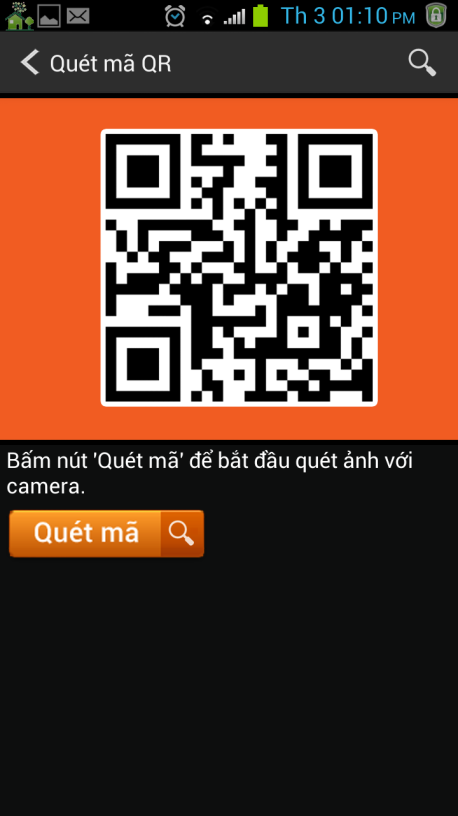 Th 3 01:10 PM
Quét mã QR
Bấm nút 'Quét mã' để bắt đầu quét ảnh với
camera.
Quét mã